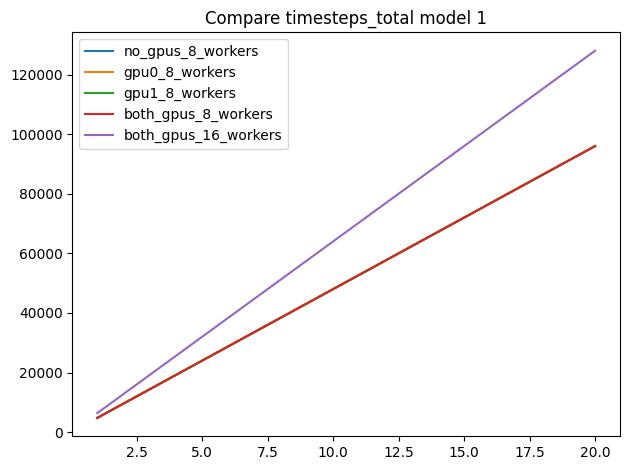 Compare timesteps_total model 1
no_gpus_8_workers
gpu0_8_workers
gpu1_8_workers
both_gpus_8_workers
both_gpus_16_workers
120000
100000
80000
60000
40000
20000
0
2.5 5.0 7.5 10.0 12.5 15.0 17.5 20.0